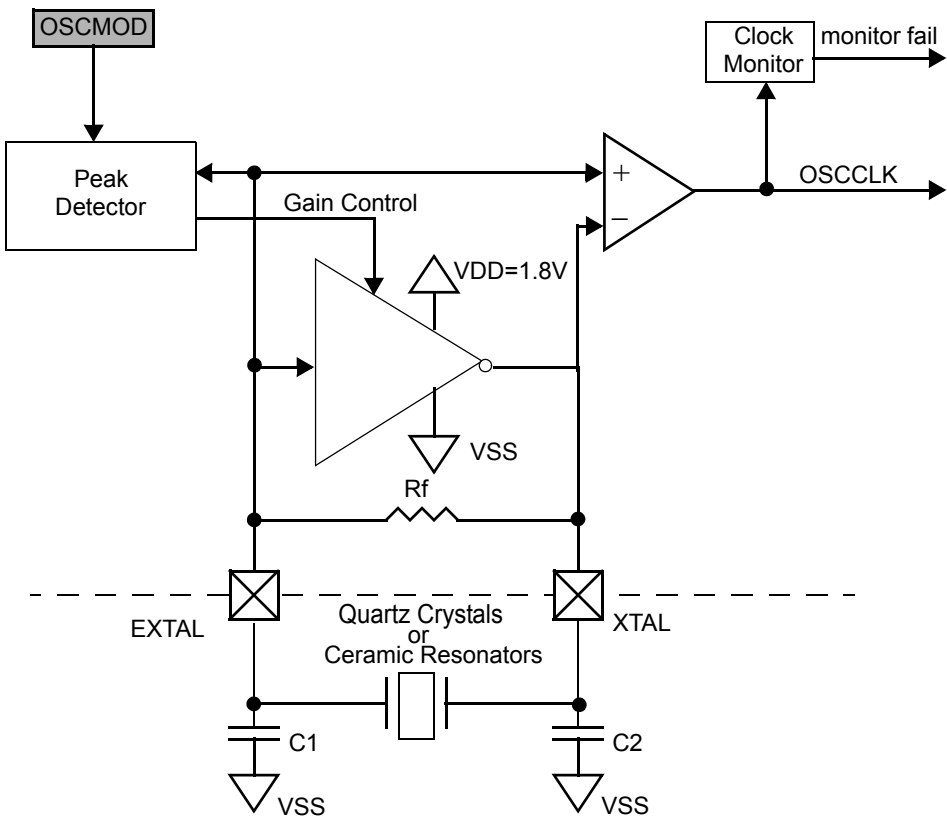 OSCMOD
Clock
Monitor
monitor fail
Peak
Detector
+
−
OSCCLK
Gain Control
VDD=1.8V
VSS
Rf
EXTAL
Quartz Crystals
or
Ceramic Resonators
XTAL
C1
C2
VSS
VSS